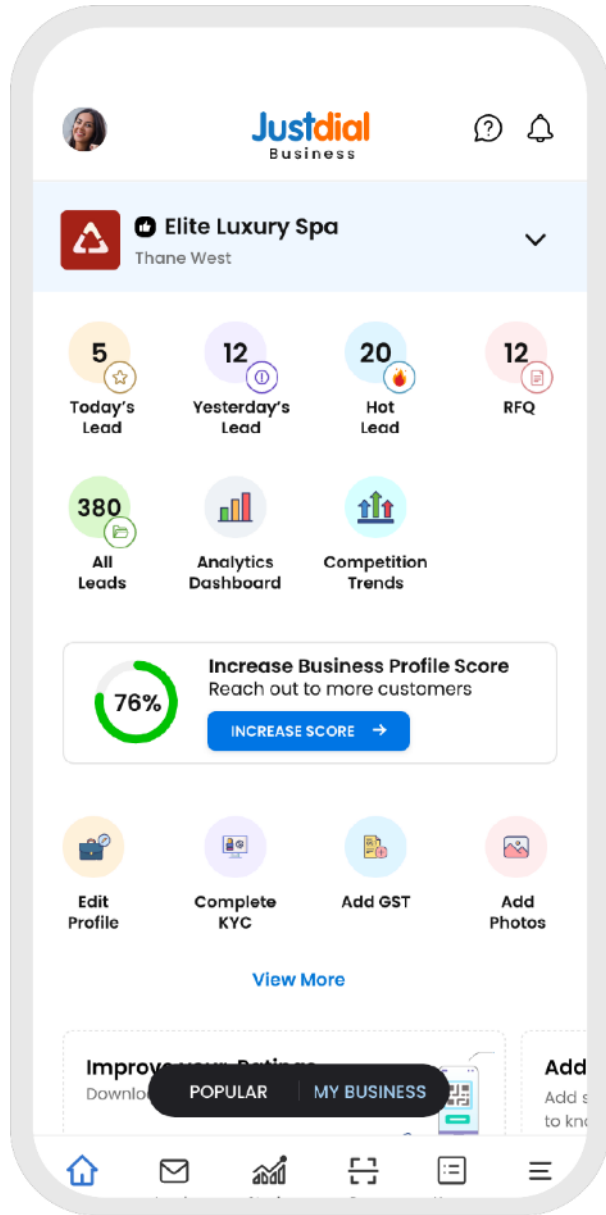 Justdial
Business
Elite Luxury Spa
Thane West
5
12
20
12
Today's
Lead
Yesterday's
Lead
Hot
Lead
RFQ
380
All
Leads
Analytics
Dashboard
Competition
Trends
76%
Increase Business Profile Score
Reach out to more customers
INCREASE SCORE →
Edit
Profile
Complete
KYC
Add GST
Add
Photos
View More
Add
Add
to
POPULAR
MY BUSINESS